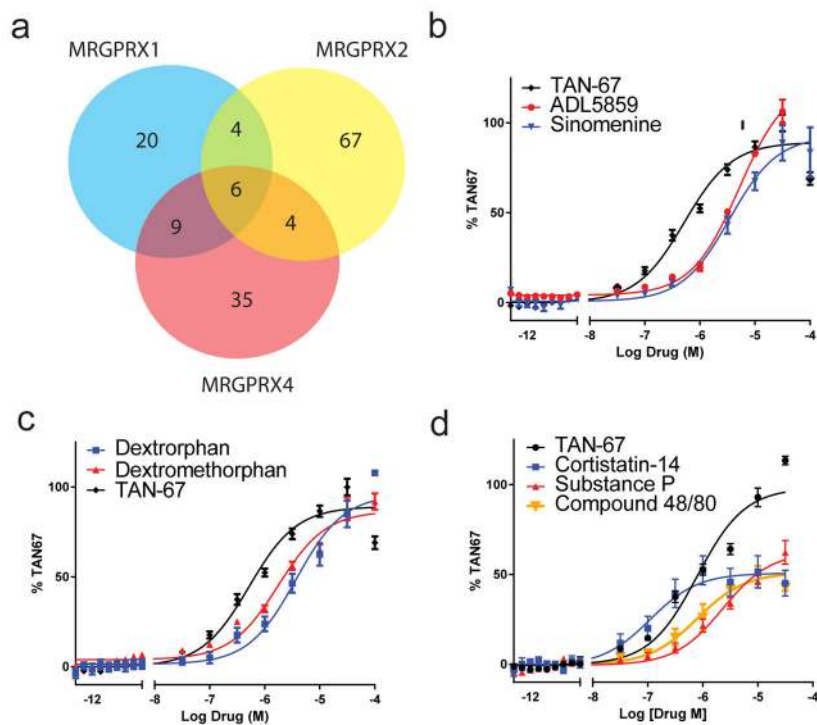 a
MRGPRX1
MRGPRX2
20
4
67
6
9
4
35
MRGPRX4
b
TAN-67
ADL5859
Sinomenine
% TAN67
100
50
0
-12 -8 -7 -6 -5 -4
Log Drug (M)
c
Dextrorphan
Dextromethorphan
TAN-67
% TAN67
100
50
0
-12 -8 -7 -6 -5 -4
Log Drug (M)
d
TAN-67
Cortistatin-14
Substance P
Compound 48/80
% TAN67
100
50
0
-12 -8 -7 -6 -5 -4
Log [Drug M]